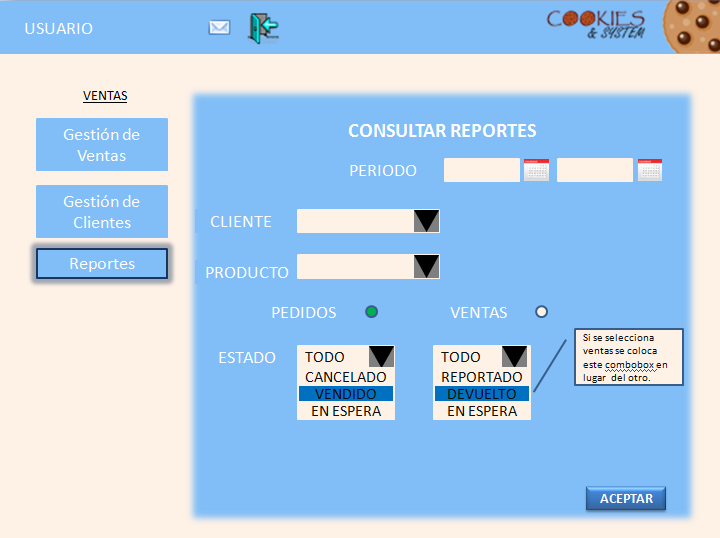 USUARIO
COOKIES
& SYSTEM
VENTAS
Gestión de
Ventas
Gestión de
Clientes
Reportes
CONSULTAR REPORTES
PERIODO
CLIENTE
PRODUCTO
PEDIDOS
VENTAS
ESTADO
TODO
CANCELADO
VENDIDO
EN ESPERA
TODO
REPORTADO
DEVUELTO
EN ESPERA
Si se selecciona
ventas se coloca
este combobox en
lugar del otro.
ACEPTAR